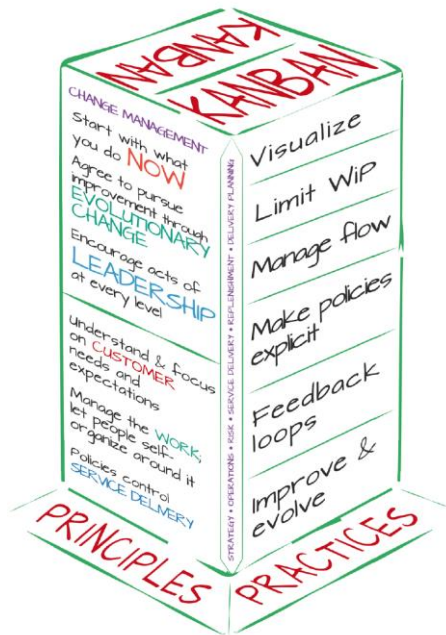 KANBAN
KANBAN
CHANGE MANAGEMENT
Start with what
you do NOW
Agree to pursue
improvement through
EVOLUTIONARY
CHANGE
Encourage acts of
LEADERSHIP
at every level
Understand & focus
on CUSTOMER
needs and
expectations
Manage the WORK;
let people self-
organize around it
Policies control
SERVICE DELIVERY
STRATEGY • OPERATIONS • RISK • SERVICE DELIVERY • REPLENISHMENT • DELIVERY PLANNING
Visualize
Limit WiP
Manage flow
Make policies
explicit
Feedback
loops
Improve &
evolve
PRINCIPLES
PRACTICES